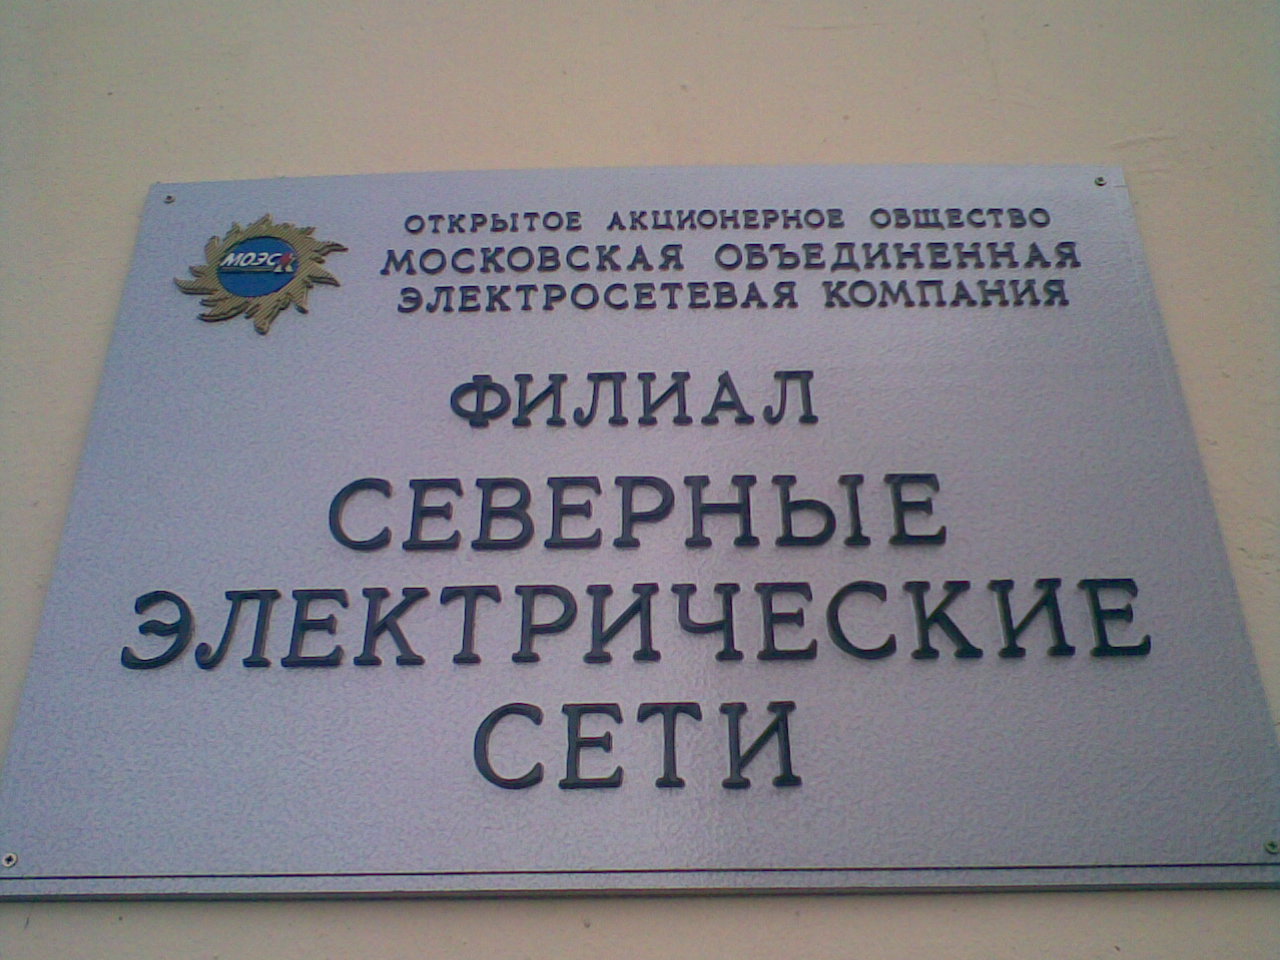 МОЭСК
ОТКРЫТОЕ АКЦИОНЕРНОЕ ОБЩЕСТВО
МОСКОВСКАЯ ОБЪЕДИНЕННАЯ
ЭЛЕКТРОСЕТЕВАЯ КОМПАНИЯ
ФИЛИАЛ
СЕВЕРНЫЕ
ЭЛЕКТРИЧЕСКИЕ
СЕТИ